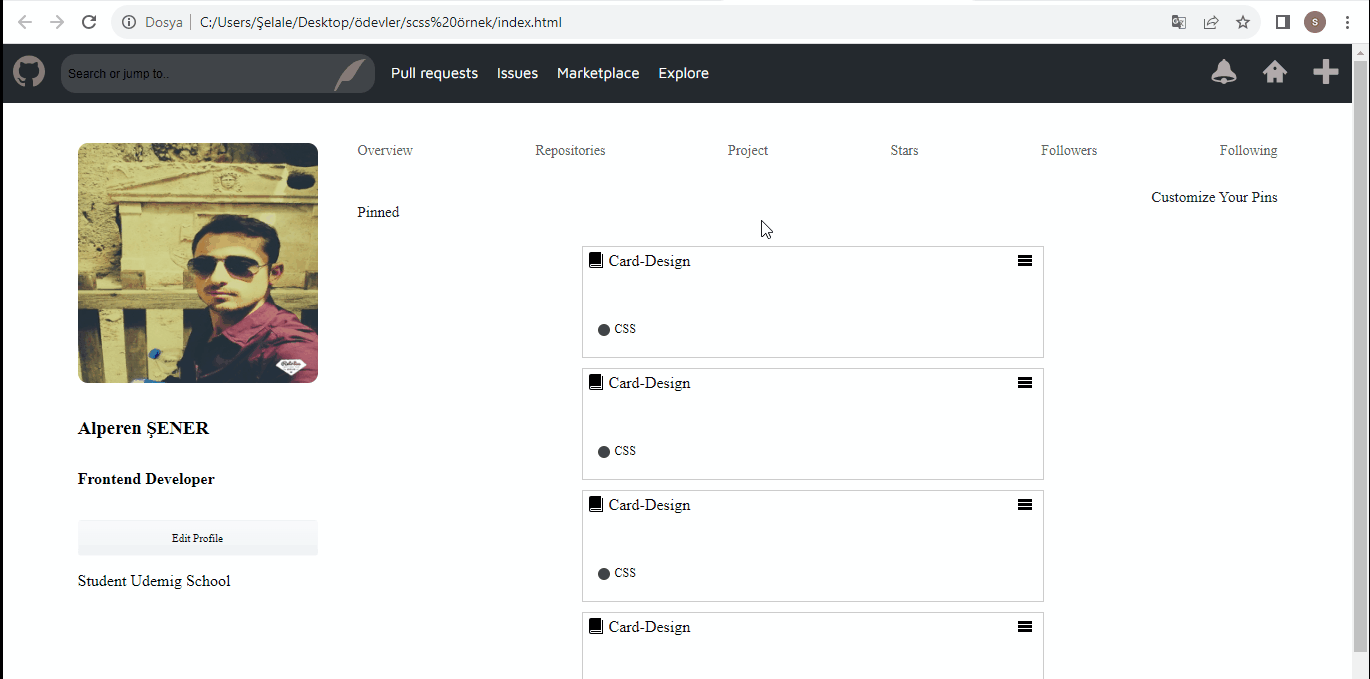 Dosya | C:/Users/Şelale/Desktop/ödevler/scss%20örnek/index.html
S
Search or jump to..
Pull requests Issues Marketplace Explore
Overview Repositories Project Stars Followers Following
Customize Your Pins
Pinned
Card-Design
CSS
Card-Design
CSS
Card-Design
CSS
Card-Design
Alperen ŞENER
Frontend Developer
Edit Profile
Student Udemig School